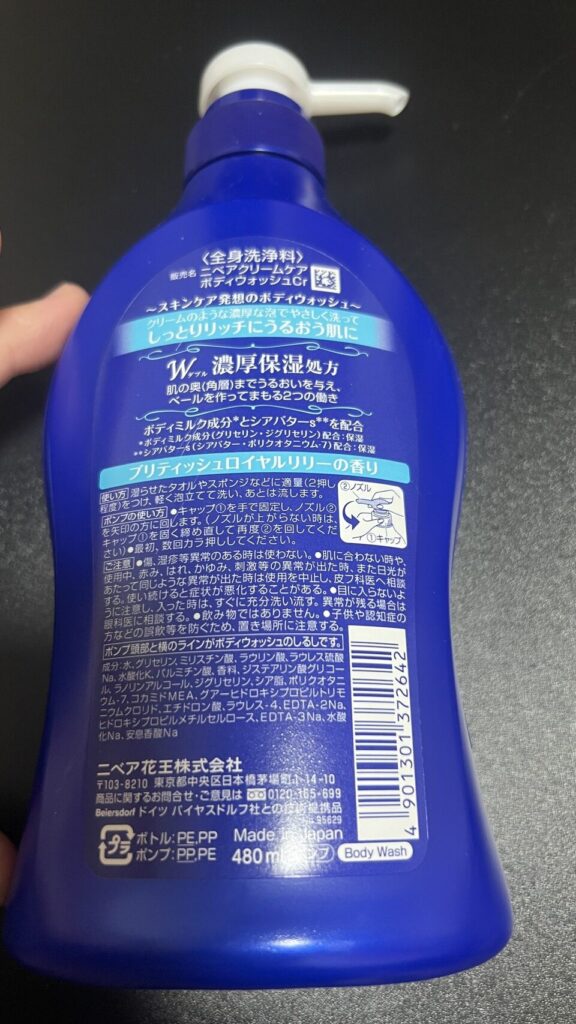 〈全身洗浄料〉
販売名 ニベアクリームケア
ボディウォッシュCr
～スキンケア発想のボディウォッシュ～
クリームのような濃厚な泡でやさしく洗って
しっとりリッチにうるおう肌に
Wダブル 濃厚保湿処方
肌の奥(角層)までうるおいを与え、
ベールを作ってまもる2つの働き
ボディミルク成分*とシアバターs**を配合
*ボディミルク成分(グリセリン・ジグリセリン)配合:保湿
**シアバターs(シアバター・ポリクオタニウム-7)配合:保湿
ブリティッシュロイヤルリリーの香り
使い方 湿らせたタオルやスポンジなどに適量(2押し
程度)をつけ、軽く泡立てて洗い、あとは流します。
ポンプの使い方 ●キャップ①を手で固定し、ノズル②
を矢印の方に回します。(ノズルが上がらない時は、
キャップ①を固く締め直して再度②を回してくだ
さい)●最初、数回カラ押ししてください。
②ノズル
①キャップ
ご注意 ●傷、湿疹等異常のある時は使わない。●肌に合わない時や、
使用中、赤み、はれ、かゆみ、刺激等の異常が出た時、また日光が
あたって同じような異常が出た時は使用を中止し、皮フ科医へ相談
する。使い続けると症状が悪化することがある。●目に入らないよ
うに注意し、入った時は、すぐに充分洗い流す。異常が残る場合は
眼科医に相談する。●飲み物ではありません。●子供や認知症の
方などの誤飲等を防ぐため、置き場所に注意する。
ポンプ頭部と横のラインがボディウォッシュのしるしです。
成分:水、グリセリン、ミリスチン酸、ラウリン酸、ラウレス硫酸
Na、水酸化K、パルミチン酸、香料、ジステアリン酸グリコー
ル、ラノリンアルコール、ジグリセリン、シア脂、ポリクオタニ
ウム-7、コカミドMEA、グアーヒドロキシプロピルトリモ
ニウムクロリド、エチドロン酸、ラウレス-4、EDTA-2Na、
ヒドロキシプロピルメチルセルロース、EDTA-3Na、水酸
化Na、安息香酸Na
ニベア花王株式会社
〒103-8210 東京都中央区日本橋茅場町1-14-10
商品に関するお問合せ・ご意見は 0120-165-699
Beiersdorf ドイツ バイヤスドルフ社との技術提携品
No.95629
プラ ボトル:PE,PP
ポンプ:PP,PE
Made in Japan
480ml
Body Wash
4 901301 372642